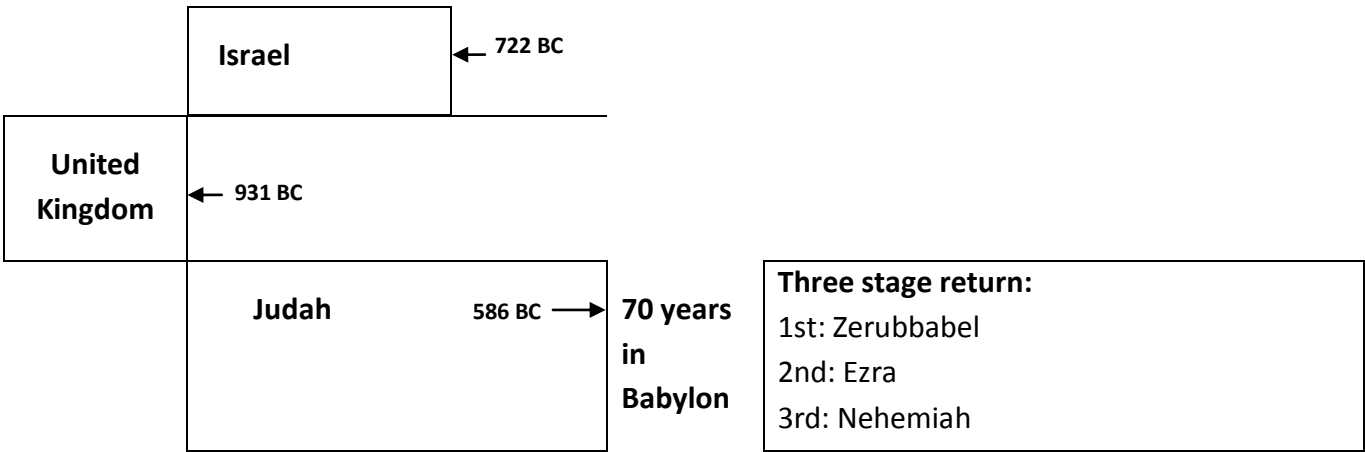 Israel
722 BC
United
Kingdom
931 BC
Judah
586 BC
70 years
in
Babylon
Three stage return:
1st: Zerubbabel
2nd: Ezra
3rd: Nehemiah